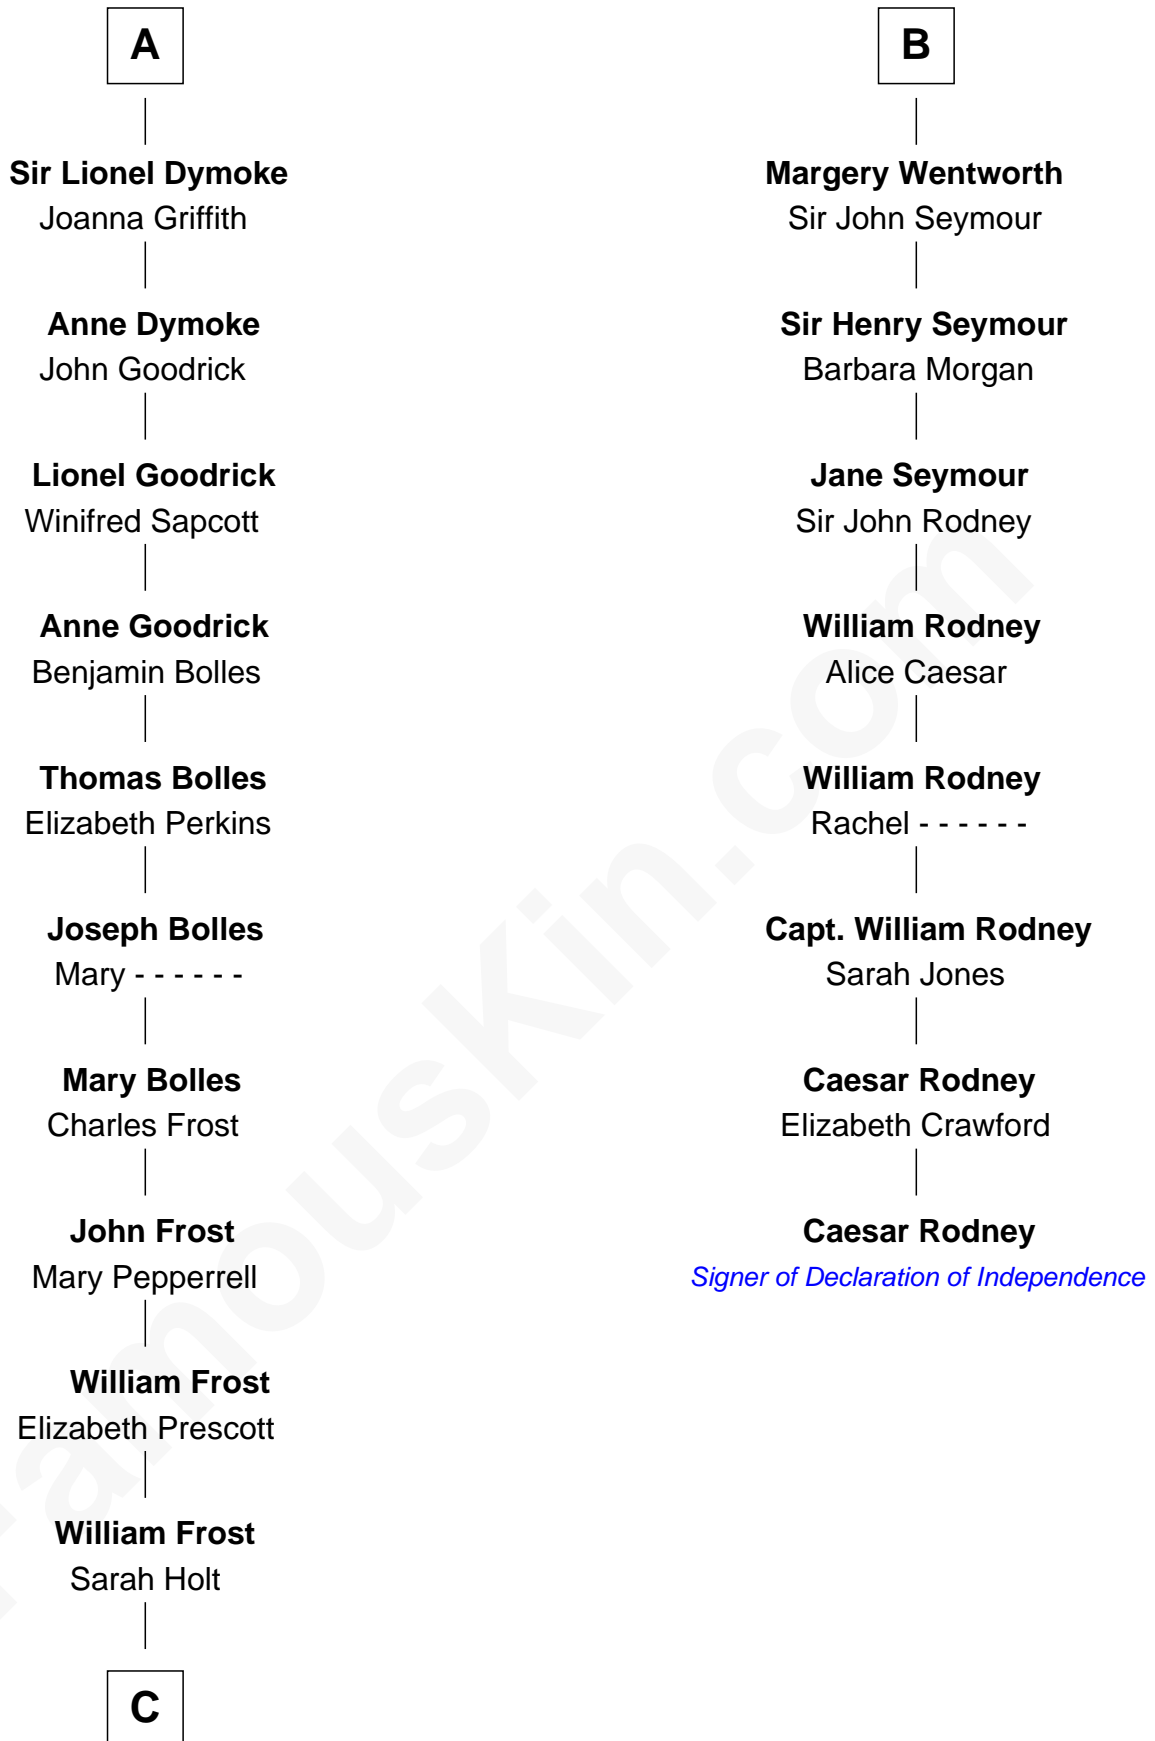 A
Sir Lionel Dymoke
Joanna Griffith
Anne Dymoke
John Goodrick
Lionel Goodrick
Winifred Sapcott
Anne Goodrick
Benjamin Bolles
Thomas Bolles
Elizabeth Perkins
Joseph Bolles
Mary - - - - - -
Mary Bolles
Charles Frost
John Frost
Mary Pepperrell
William Frost
Elizabeth Prescott
William Frost
Sarah Holt
C
B
Margery Wentworth
Sir John Seymour
Sir Henry Seymour
Barbara Morgan
Jane Seymour
Sir John Rodney
William Rodney
Alice Caesar
William Rodney
Rachel - - - - - -
Capt. William Rodney
Sarah Jones
Caesar Rodney
Elizabeth Crawford
Caesar Rodney
Signer of Declaration of Independence
FamousKin.com